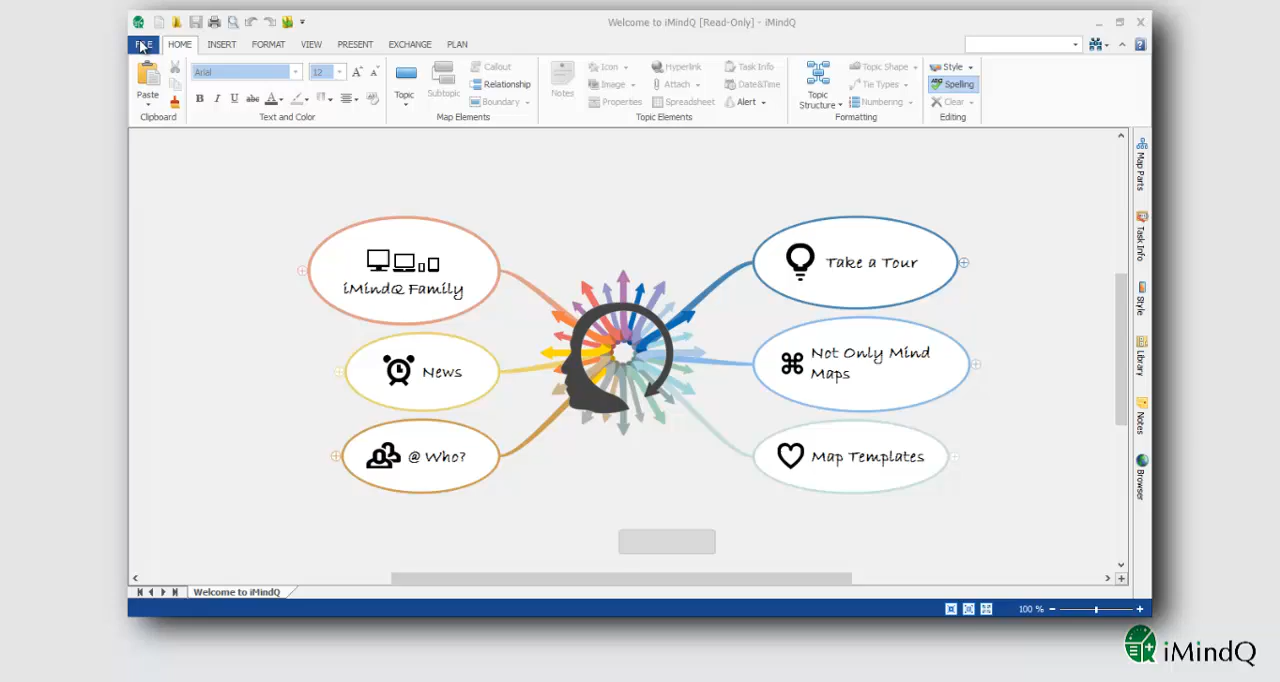 Welcome to iMindQ [Read-Only] - iMindQ
FILE HOME INSERT FORMAT VIEW PRESENT EXCHANGE PLAN
Arial 12
Paste
B I U abc A
Clipboard
Text and Color
Topic
Subtopic
Callout
Relationship
Boundary
Map Elements
Notes
Icon
Image
Properties
Hyperlink
Attach
Spreadsheet
Task Info
Date&Time
Alert
Topic Elements
Topic
Structure
Topic Shape
Tie Types
Numbering
Formatting
Style
Spelling
Clear
Editing
Map Parts
Task Info
Style
Library
Notes
Browser
iMindQ Family
News
@ Who?
Take a Tour
Not Only Mind
Maps
Map Templates
Welcome to iMindQ
100 %
iMindQ